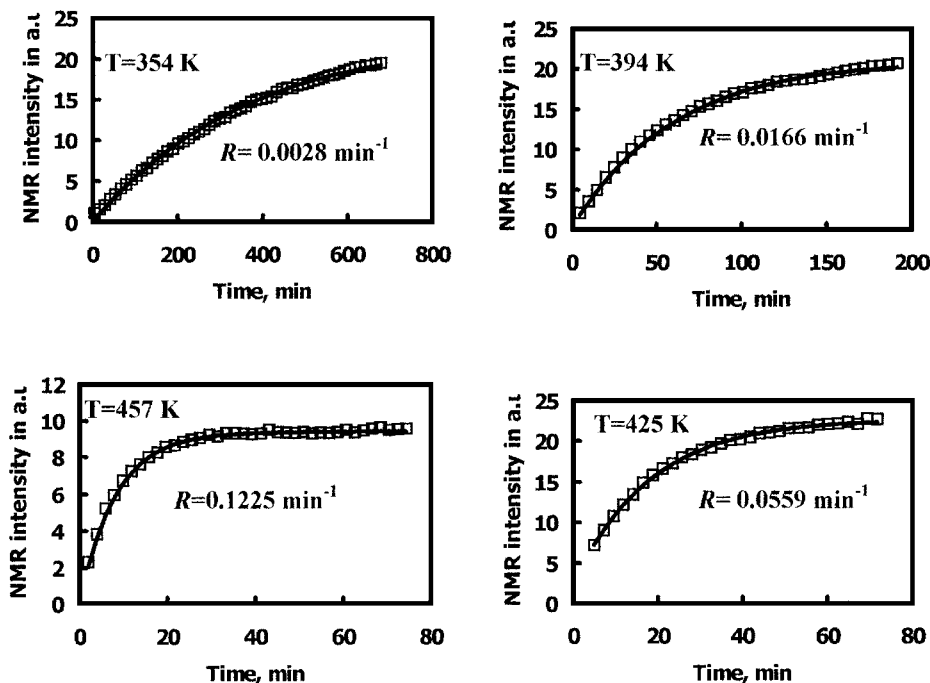 25
20
15
10
5
0
NMR intensity in a.u
T=354 K
R= 0.0028 min⁻¹
0 200 400 600 800
Time, min
25
20
15
10
5
0
NMR intensity in a.u
T=394 K
R= 0.0166 min⁻¹
0 50 100 150 200
Time, min
12
10
8
6
4
2
0
NMR intensity in a.u
T=457 K
R=0.1225 min⁻¹
0 20 40 60 80
Time, min
25
20
15
10
5
0
NMR intensity in a.u
T=425 K
R= 0.0559 min⁻¹
0 20 40 60 80
Time, min